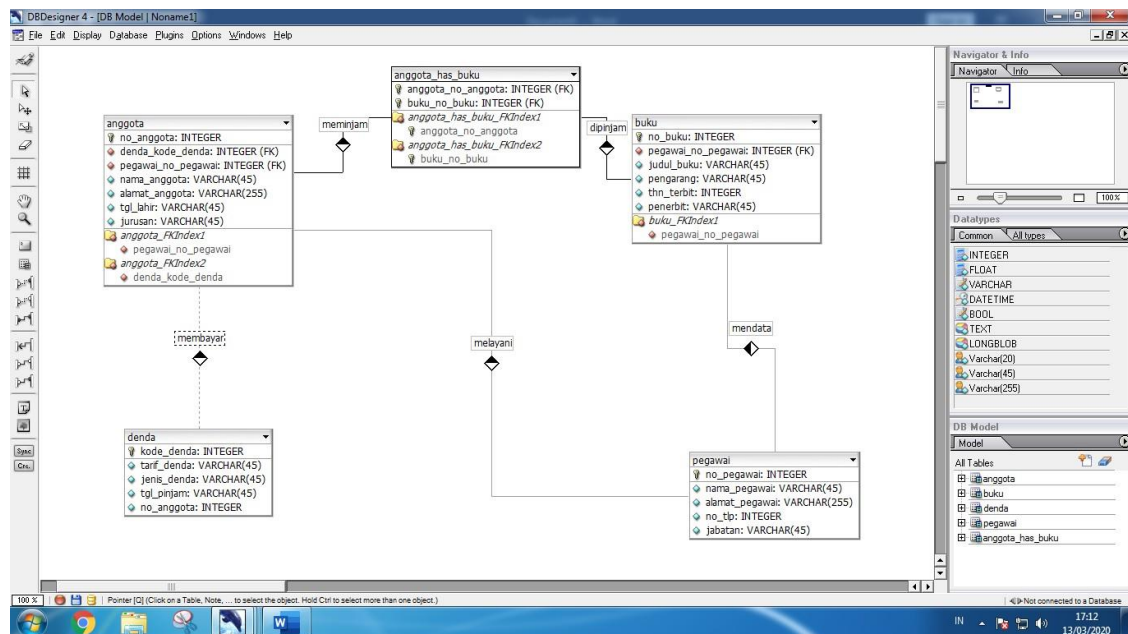 DBDesigner 4 - [DB Model | Noname1]
File Edit Display Database Plugins Options Windows Help
anggota_has_buku
anggota_no_anggota: INTEGER (FK)
buku_no_buku: INTEGER (FK)
anggota_has_buku_FKIndex1
anggota_no_anggota
anggota_has_buku_FKIndex2
buku_no_buku
meminjam
dipinjam
anggota
no_anggota: INTEGER
denda_kode_denda: INTEGER (FK)
pegawai_no_pegawai: INTEGER (FK)
nama_anggota: VARCHAR(45)
alamat_anggota: VARCHAR(255)
tgl_lahir: VARCHAR(45)
jurusan: VARCHAR(45)
anggota_FKIndex1
pegawai_no_pegawai
anggota_FKIndex2
denda_kode_denda
buku
no_buku: INTEGER
pegawai_no_pegawai: INTEGER (FK)
judul_buku: VARCHAR(45)
pengarang: VARCHAR(45)
thn_terbit: INTEGER
penerbit: VARCHAR(45)
buku_FKIndex1
pegawai_no_pegawai
membayar
melayani
mendata
denda
kode_denda: INTEGER
tarif_denda: VARCHAR(45)
jenis_denda: VARCHAR(45)
tgl_pinjam: VARCHAR(45)
no_anggota: INTEGER
pegawai
no_pegawai: INTEGER
nama_pegawai: VARCHAR(45)
alamat_pegawai: VARCHAR(255)
no_tlp: INTEGER
jabatan: VARCHAR(45)
Navigator & Info
Navigator Info
100%
Datatypes
Common All types
INTEGER
FLOAT
VARCHAR
DATETIME
BOOL
TEXT
LONGBLOB
Varchar(20)
Varchar(45)
Varchar(255)
DB Model
Model
All Tables
anggota
buku
denda
pegawai
anggota_has_buku
Sync
100 % Pointer [Q] (Click on a Table, Note, ... to select the object. Hold Ctrl to select more than one object.) Not connected to a Database
IN 17:12
13/03/2020